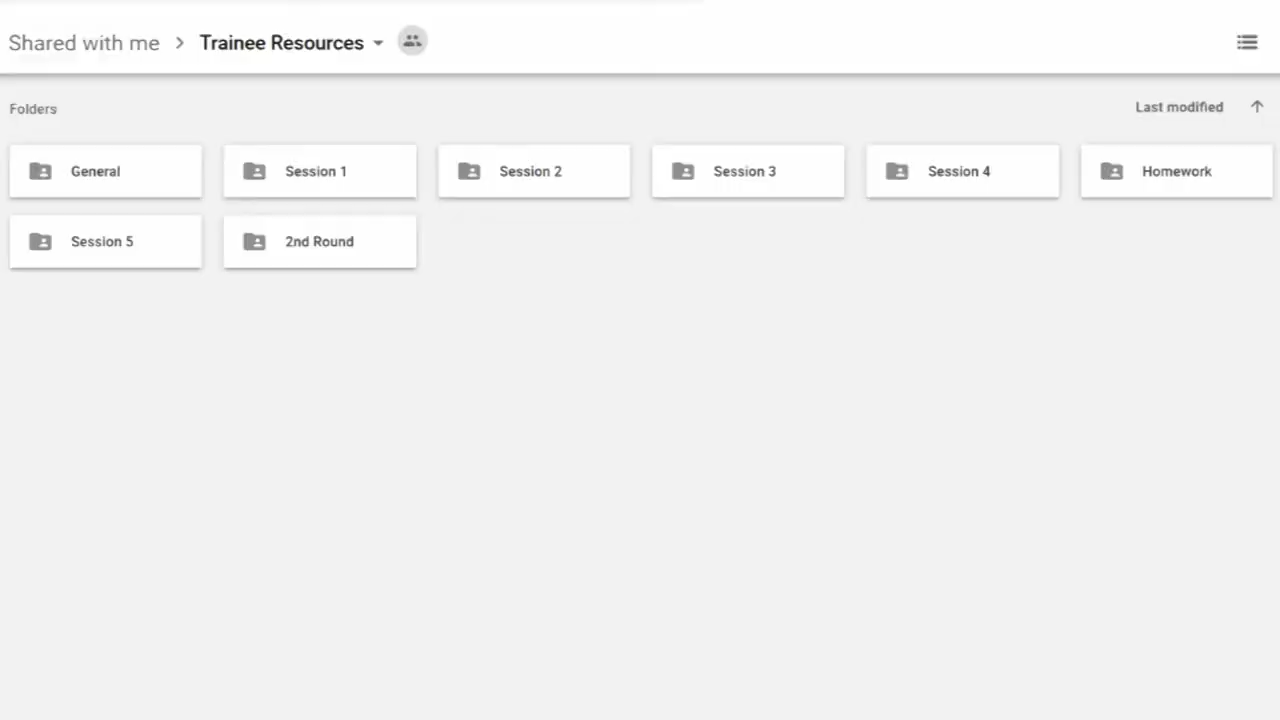 Shared with me > Trainee Resources
Folders
Last modified
General
Session 1
Session 2
Session 3
Session 4
Homework
Session 5
2nd Round